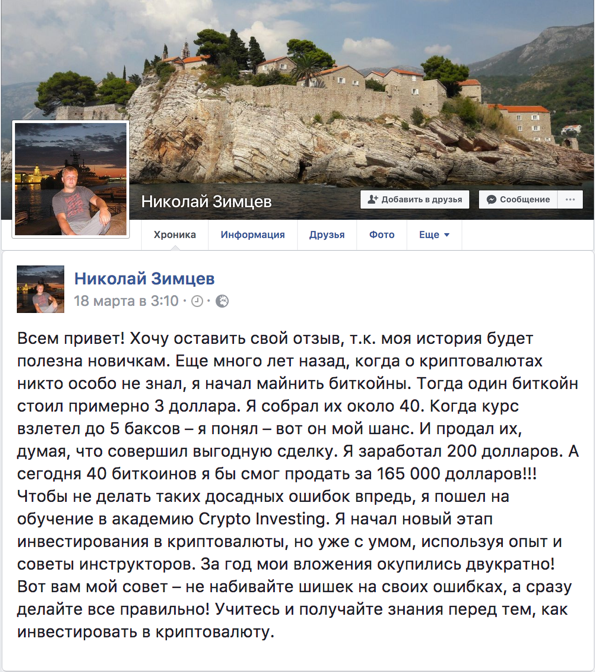 Николай Зимцев
Добавить в друзья
Сообщение
Хроника
Информация
Друзья
Фото
Еще
Николай Зимцев
18 марта в 3:10
Всем привет! Хочу оставить свой отзыв, т.к. моя история будет
полезна новичкам. Еще много лет назад, когда о криптовалютах
никто особо не знал, я начал майнить биткойны. Тогда один биткойн
стоил примерно 3 доллара. Я собрал их около 40. Когда курс
взлетел до 5 баксов – я понял – вот он мой шанс. И продал их,
думая, что совершил выгодную сделку. Я заработал 200 долларов. А
сегодня 40 биткоинов я бы смог продать за 165 000 долларов!!!
Чтобы не делать таких досадных ошибок впредь, я пошел на
обучение в академию Crypto Investing. Я начал новый этап
инвестирования в криптовалюты, но уже с умом, используя опыт и
советы инструкторов. За год мои вложения окупились двукратно!
Вот вам мой совет – не набивайте шишек на своих ошибках, а сразу
делайте все правильно! Учитесь и получайте знания перед тем, как
инвестировать в криптовалюту.